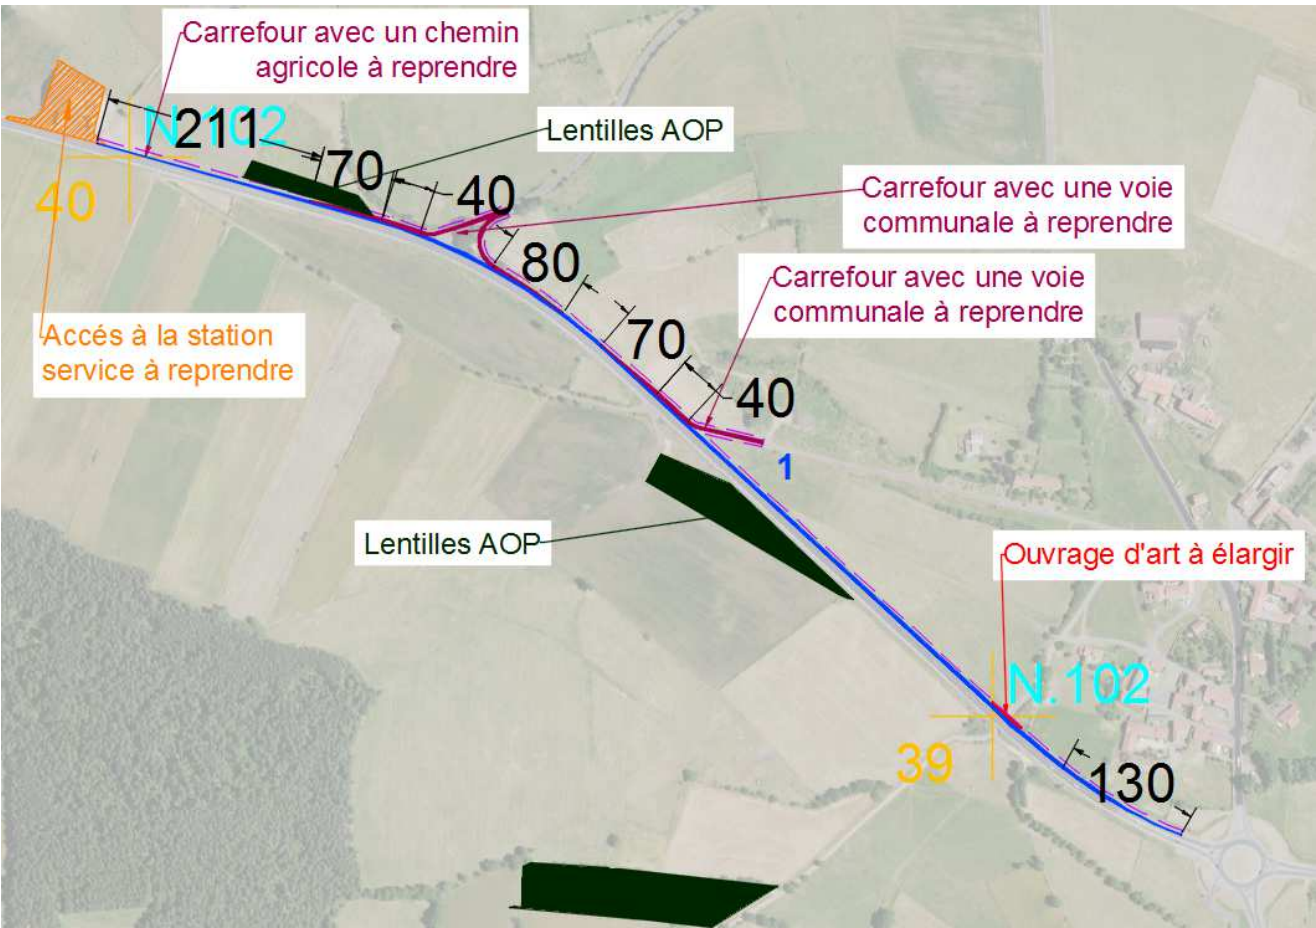 Carrefour avec un chemin
agricole à reprendre
N.102
211
Lentilles AOP
70
40
40
Carrefour avec une voie
communale à reprendre
80
Carrefour avec une voie
communale à reprendre
Accés à la station
service à reprendre
70
40
1
Lentilles AOP
Ouvrage d'art à élargir
N.102
39
130